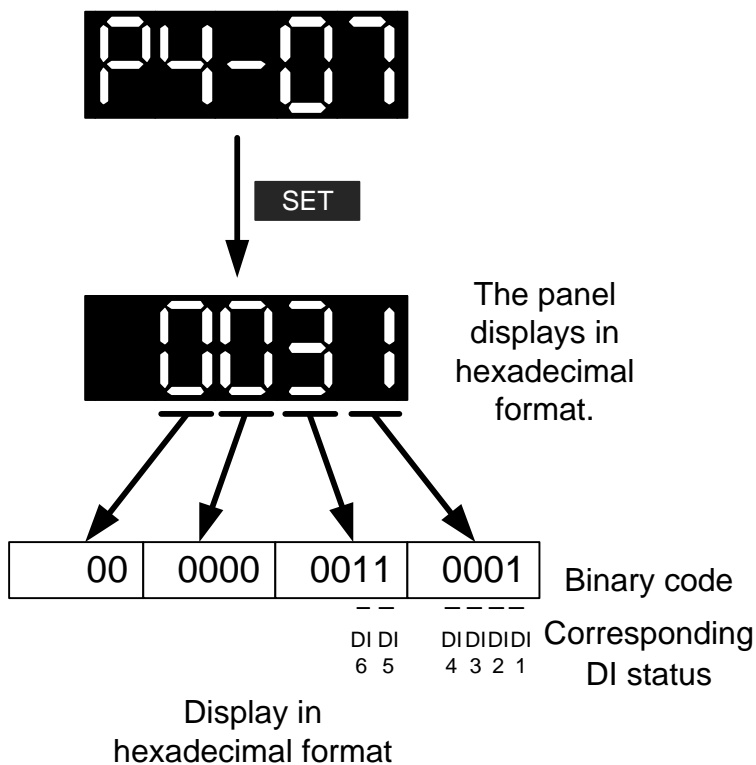 P4-07
SET
0031
The panel
displays in
hexadecimal
format.
00 0000 0011 0001
Binary code
DI DI DI DI DI DI
6 5 4 3 2 1
Corresponding
DI status
Display in
hexadecimal format